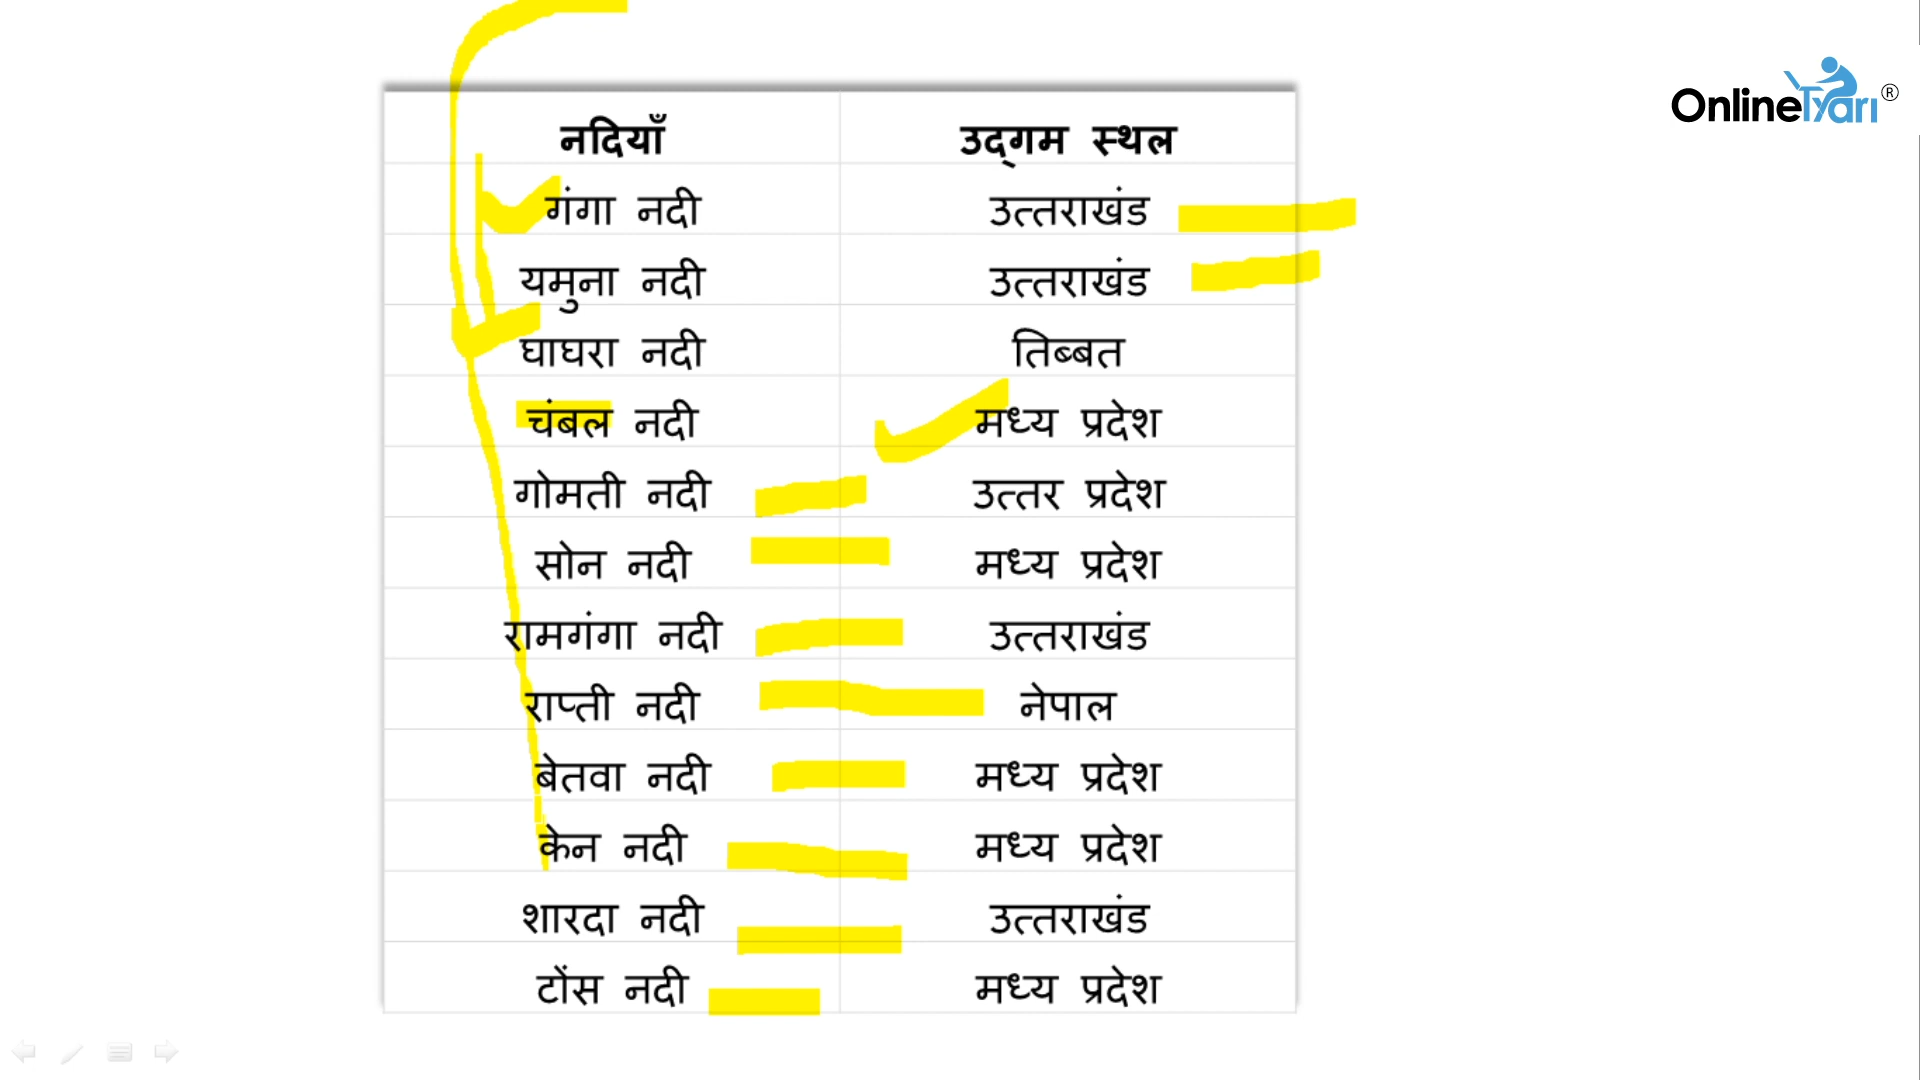 OnlineTyari ®
नदियाँ उद्गम स्थल
गंगा नदी उत्तराखंड
यमुना नदी उत्तराखंड
घाघरा नदी तिब्बत
चंबल नदी मध्य प्रदेश
गोमती नदी उत्तर प्रदेश
सोन नदी मध्य प्रदेश
रामगंगा नदी उत्तराखंड
राप्ती नदी नेपाल
बेतवा नदी मध्य प्रदेश
केन नदी मध्य प्रदेश
शारदा नदी उत्तराखंड
टोंस नदी मध्य प्रदेश